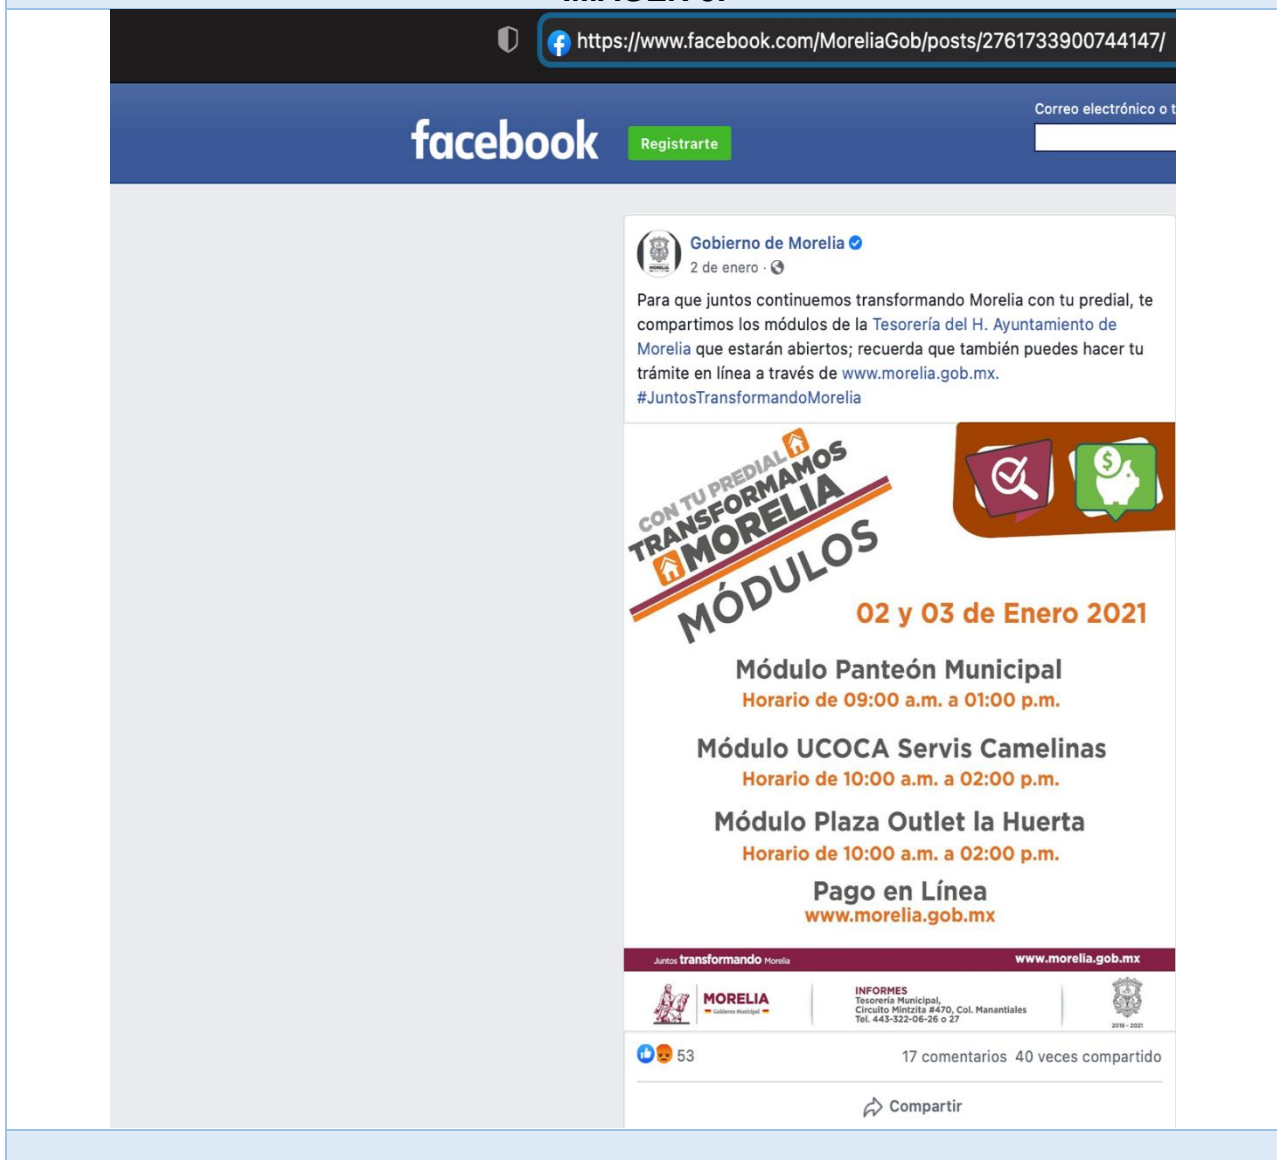 https://www.facebook.com/MoreliaGob/posts/2761733900744147/
Correo electrónico o t
facebook
Registrarte
Gobierno de Morelia
2 de enero ·
Para que juntos continuemos transformando Morelia con tu predial, te
compartimos los módulos de la Tesorería del H. Ayuntamiento de
Morelia que estarán abiertos; recuerda que también puedes hacer tu
trámite en línea a través de www.morelia.gob.mx.
#JuntosTransformandoMorelia
CON TU PREDIAL
TRANSFORMAMOS
MORELIA
MÓDULOS
02 y 03 de Enero 2021
Módulo Panteón Municipal
Horario de 09:00 a.m. a 01:00 p.m.
Módulo UCOCA Servis Camelinas
Horario de 10:00 a.m. a 02:00 p.m.
Módulo Plaza Outlet la Huerta
Horario de 10:00 a.m. a 02:00 p.m.
Pago en Línea
www.morelia.gob.mx
Juntos transformando Morelia
www.morelia.gob.mx
MORELIA
Gobierno Municipal
INFORMES
Tesorería Municipal,
Circuito Mintzita #470, Col. Manantiales
Tel. 443-322-06-26 o 27
2018 - 2021
53
17 comentarios 40 veces compartido
Compartir